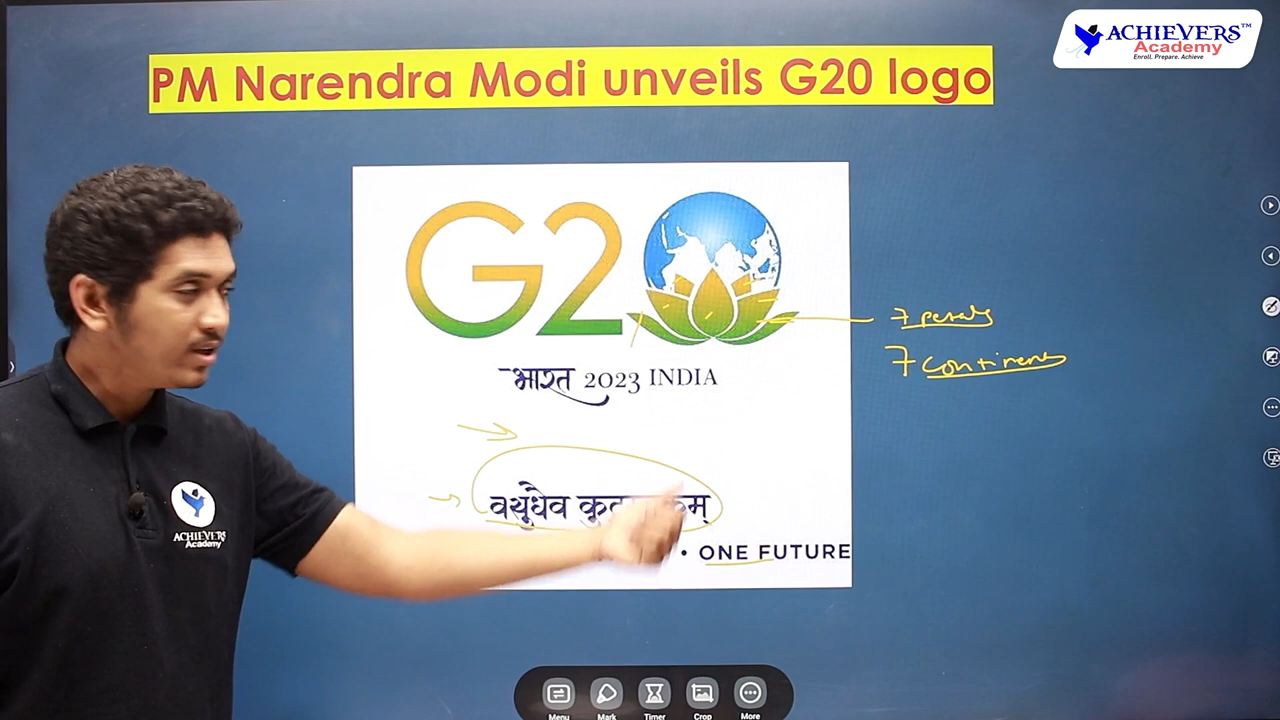 ACHIEVERS™
Academy
Enroll. Prepare. Achieve
PM Narendra Modi unveils G20 logo
G20
7 petals
7 continents
भारत 2023 INDIA
वसुधैव
• ONE FUTURE
ACHIEVERS
Academy
Menu Mark Timer Crop More